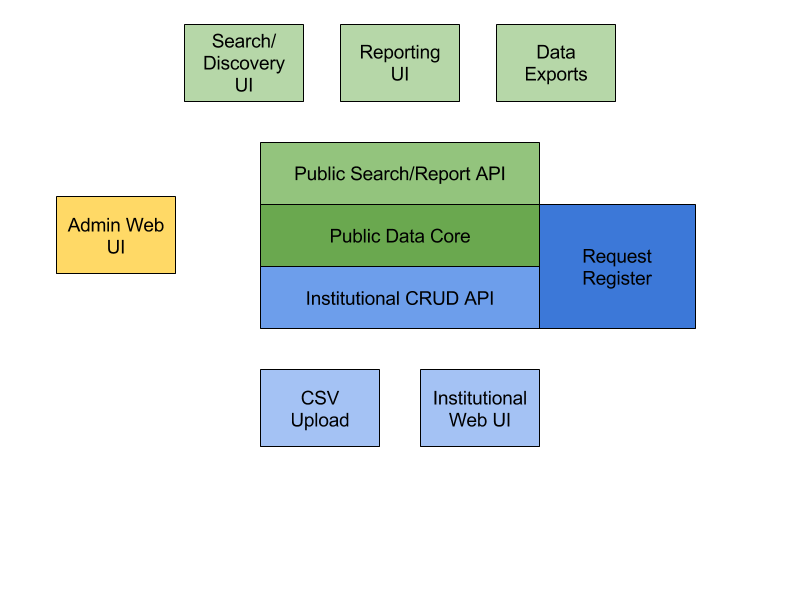 Search/
Discovery
UI
Reporting
UI
Data
Exports
Public Search/Report API
Admin Web
UI
Public Data Core
Request
Register
Institutional CRUD API
CSV
Upload
Institutional
Web UI